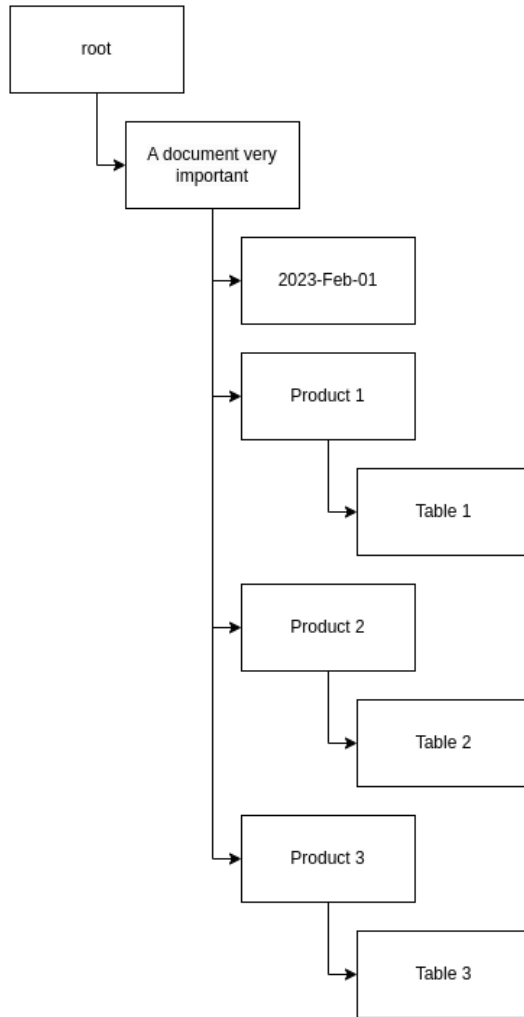 root
A document very
important
2023-Feb-01
Product 1
Table 1
Product 2
Table 2
Product 3
Table 3